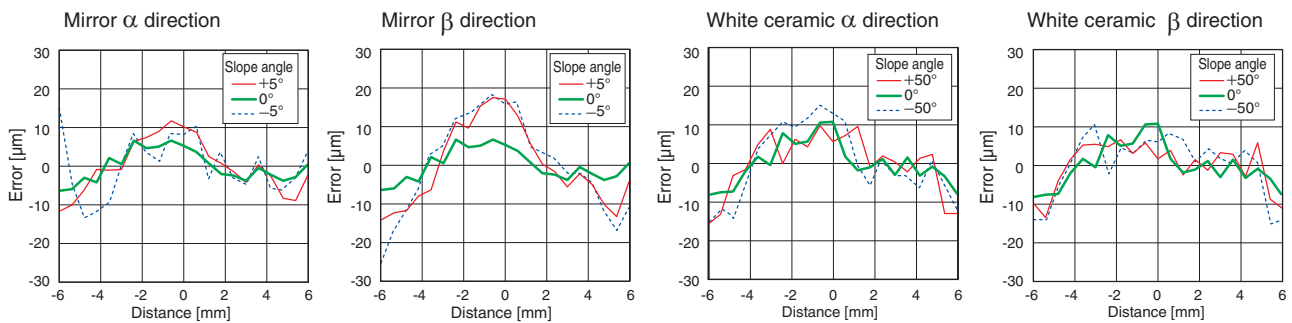 Mirror α direction
Error [μm]
30
20
10
0
-10
-20
-30
Slope angle
+5°
0°
−5°
-6 -4 -2 0 2 4 6
Distance [mm]
Mirror β direction
Error [μm]
30
20
10
0
-10
-20
-30
Slope angle
+5°
0°
−5°
-6 -4 -2 0 2 4 6
Distance [mm]
White ceramic α direction
Error [μm]
30
20
10
0
-10
-20
-30
Slope angle
+50°
0°
−50°
-6 -4 -2 0 2 4 6
Distance [mm]
White ceramic β direction
Error [μm]
30
20
10
0
-10
-20
-30
Slope angle
+50°
0°
−50°
-6 -4 -2 0 2 4 6
Distance [mm]